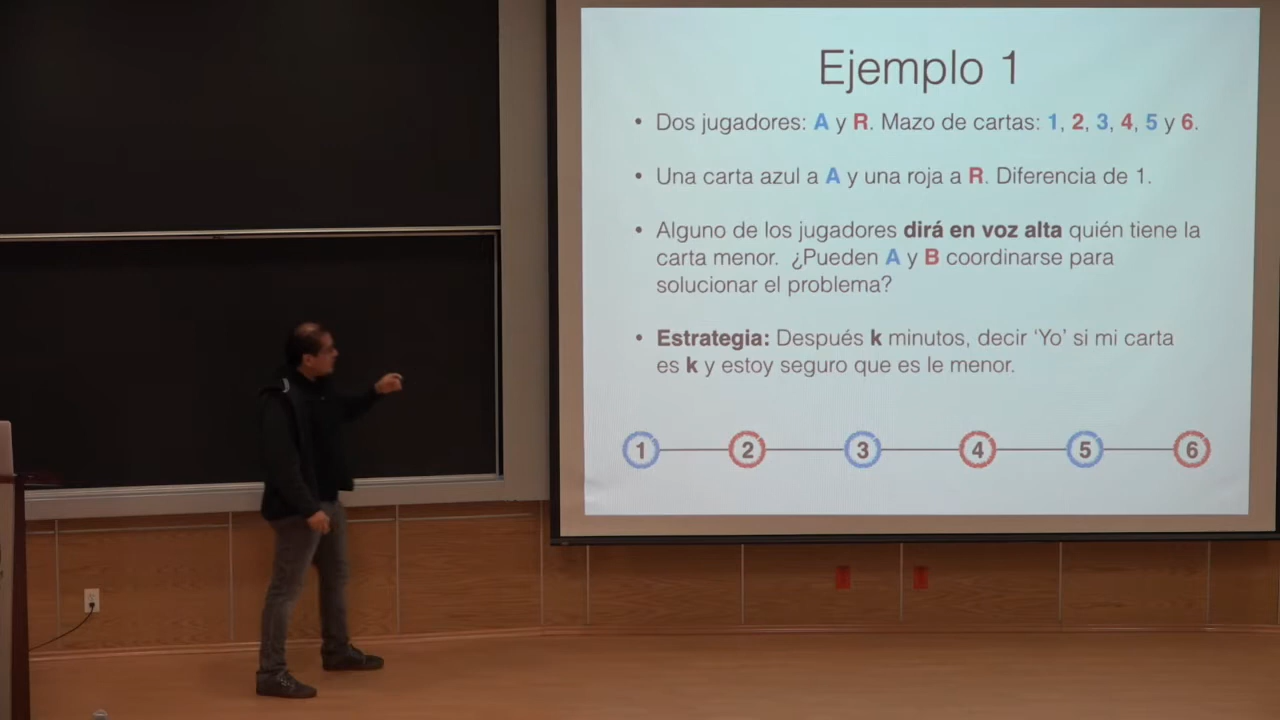 Ejemplo 1
• Dos jugadores: A y R. Mazo de cartas: 1, 2, 3, 4, 5 y 6.
• Una carta azul a A y una roja a R. Diferencia de 1.
• Alguno de los jugadores dirá en voz alta quién tiene la
carta menor. ¿Pueden A y B coordinarse para
solucionar el problema?
• Estrategia: Después k minutos, decir ‘Yo’ si mi carta
es k y estoy seguro que es le menor.
1 2 3 4 5 6